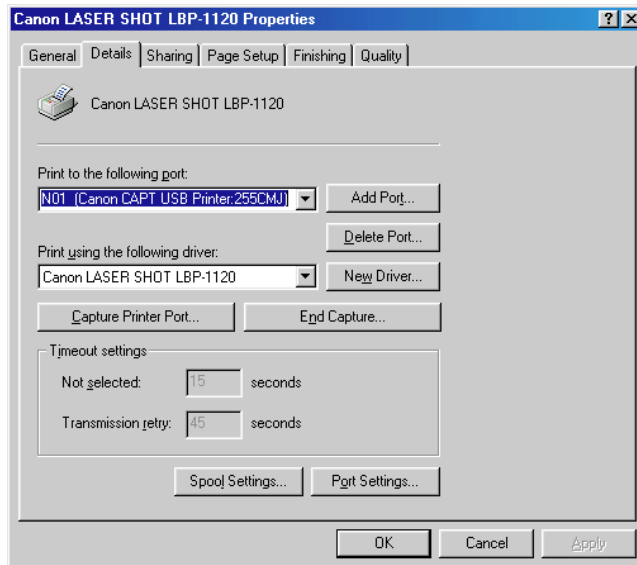 Canon LASER SHOT LBP-1120 Properties
General Details Sharing Page Setup Finishing Quality
Canon LASER SHOT LBP-1120
Print to the following port:
N01 (Canon CAPT USB Printer:255CMJ) Add Port...
Delete Port...
Print using the following driver:
Canon LASER SHOT LBP-1120 New Driver...
Capture Printer Port... End Capture...
Timeout settings
Not selected: 15 seconds
Transmission retry: 45 seconds
Spool Settings... Port Settings...
OK Cancel Apply